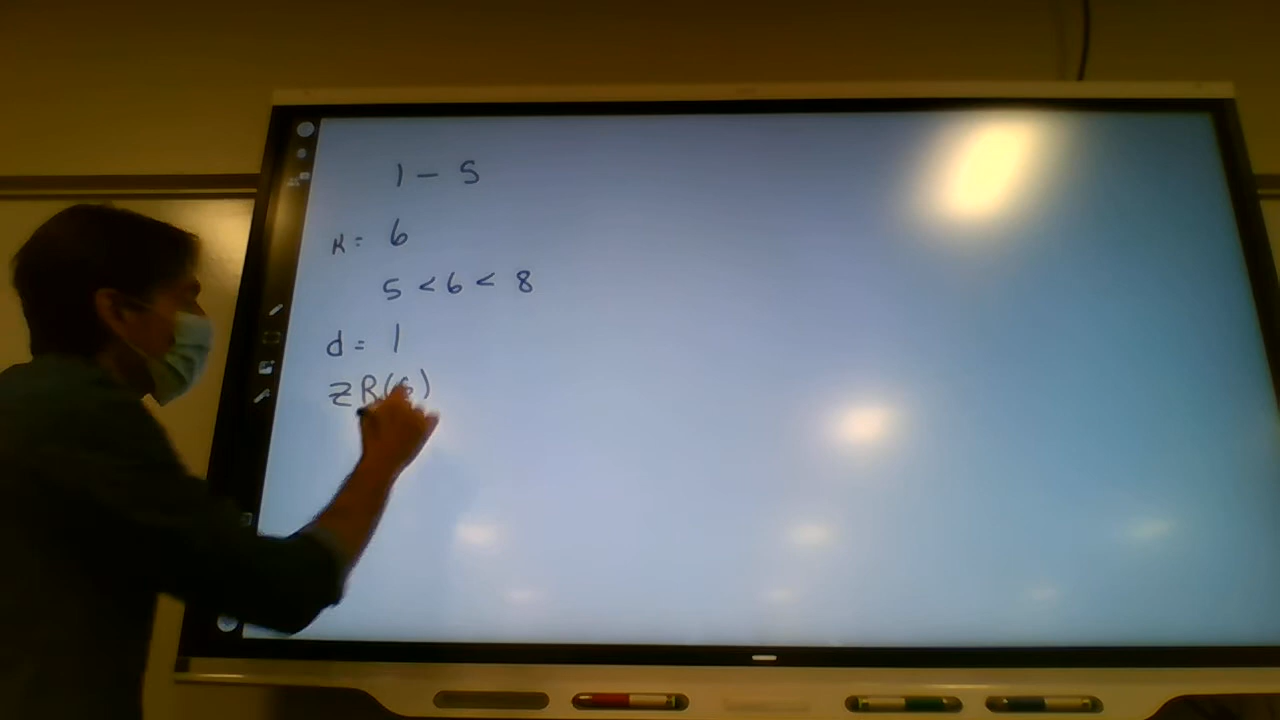 1 - 5
K = 6
5 < 6 < 8
d = 1
ZR(6)